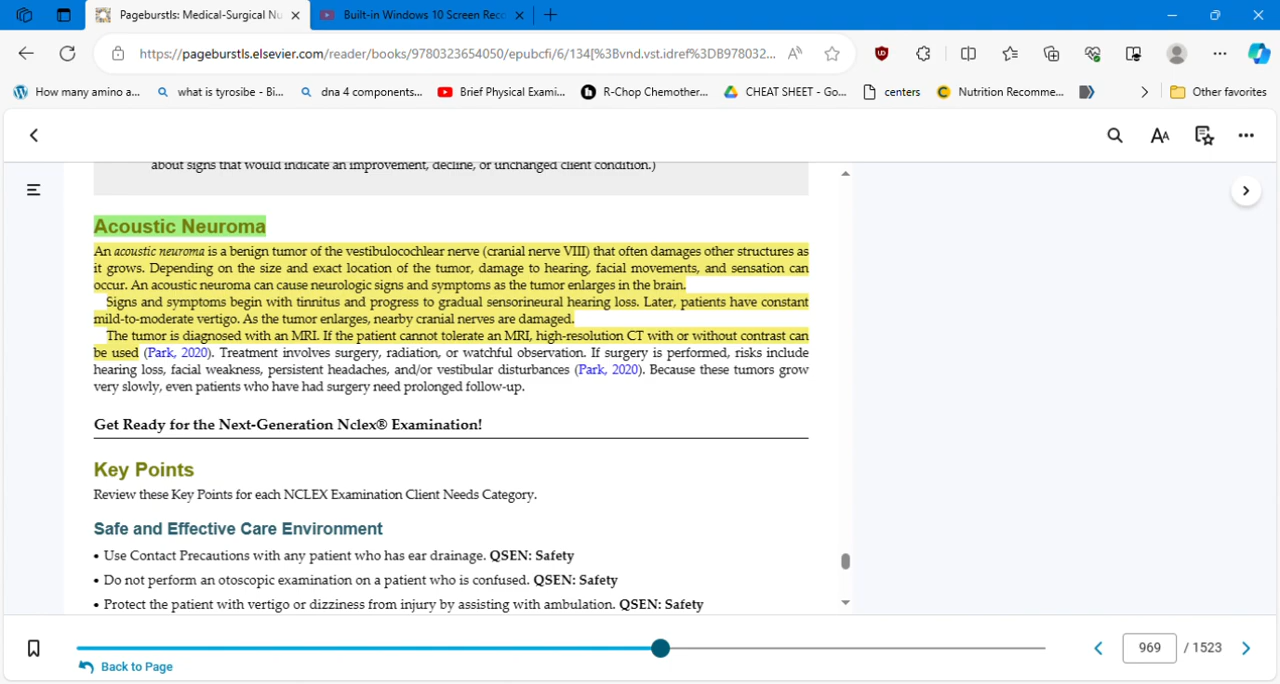 Pageburstls: Medical-Surgical Nu
Built-in Windows 10 Screen Reco
https://pageburstls.elsevier.com/reader/books/9780323654050/epubcfi/6/134[%3Bvnd.vst.idref%3DB978032...
How many amino a...
what is tyrosibe - Bi...
dna 4 components...
Brief Physical Exami...
R-Chop Chemother...
CHEAT SHEET - Go...
centers
Nutrition Recomme...
Other favorites
about signs that would indicate an improvement, decline, or unchanged client condition.)
Acoustic Neuroma
An acoustic neuroma is a benign tumor of the vestibulocochlear nerve (cranial nerve VIII) that often damages other structures as
it grows. Depending on the size and exact location of the tumor, damage to hearing, facial movements, and sensation can
occur. An acoustic neuroma can cause neurologic signs and symptoms as the tumor enlarges in the brain.
Signs and symptoms begin with tinnitus and progress to gradual sensorineural hearing loss. Later, patients have constant
mild-to-moderate vertigo. As the tumor enlarges, nearby cranial nerves are damaged.
The tumor is diagnosed with an MRI. If the patient cannot tolerate an MRI, high-resolution CT with or without contrast can
be used (Park, 2020). Treatment involves surgery, radiation, or watchful observation. If surgery is performed, risks include
hearing loss, facial weakness, persistent headaches, and/or vestibular disturbances (Park, 2020). Because these tumors grow
very slowly, even patients who have had surgery need prolonged follow-up.
Get Ready for the Next-Generation Nclex® Examination!
Key Points
Review these Key Points for each NCLEX Examination Client Needs Category.
Safe and Effective Care Environment
• Use Contact Precautions with any patient who has ear drainage. QSEN: Safety
• Do not perform an otoscopic examination on a patient who is confused. QSEN: Safety
• Protect the patient with vertigo or dizziness from injury by assisting with ambulation. QSEN: Safety
969 / 1523
Back to Page